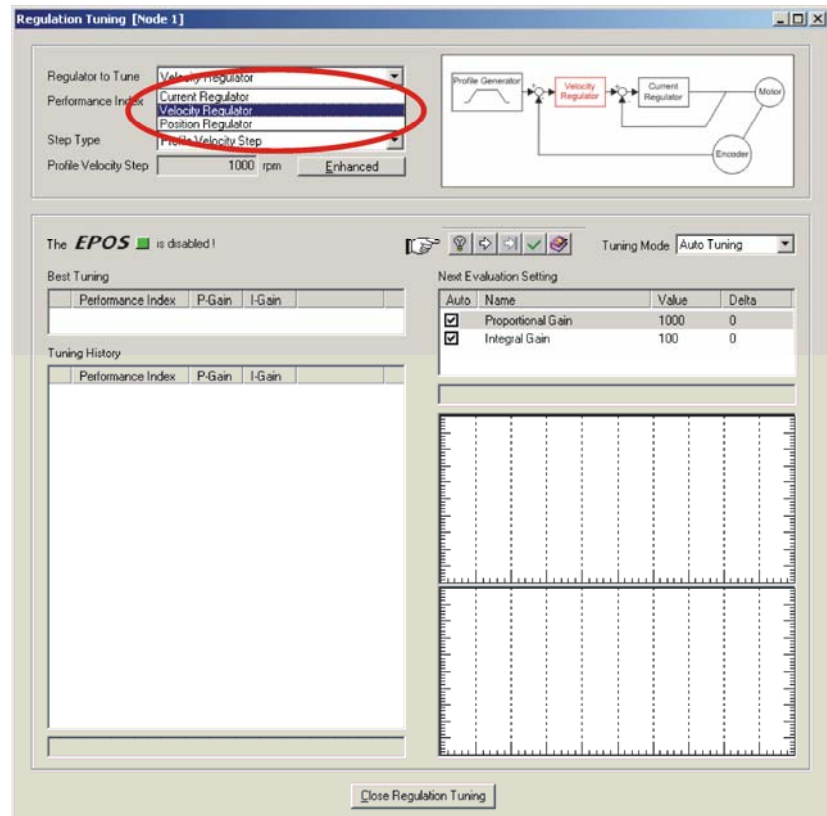 Regulation Tuning [Node 1]
Regulator to Tune Velocity Regulator
Performance Index
Current Regulator
Velocity Regulator
Position Regulator
Step Type Profile Velocity Step
Profile Velocity Step 1000 rpm Enhanced
Profile Generator
Velocity Regulator
Current Regulator
Motor
Encoder
The EPOS is disabled !
Tuning Mode Auto Tuning
Best Tuning
Performance Index P-Gain I-Gain
Tuning History
Performance Index P-Gain I-Gain
Next Evaluation Setting
Auto Name Value Delta
Proportional Gain 1000 0
Integral Gain 100 0
Close Regulation Tuning